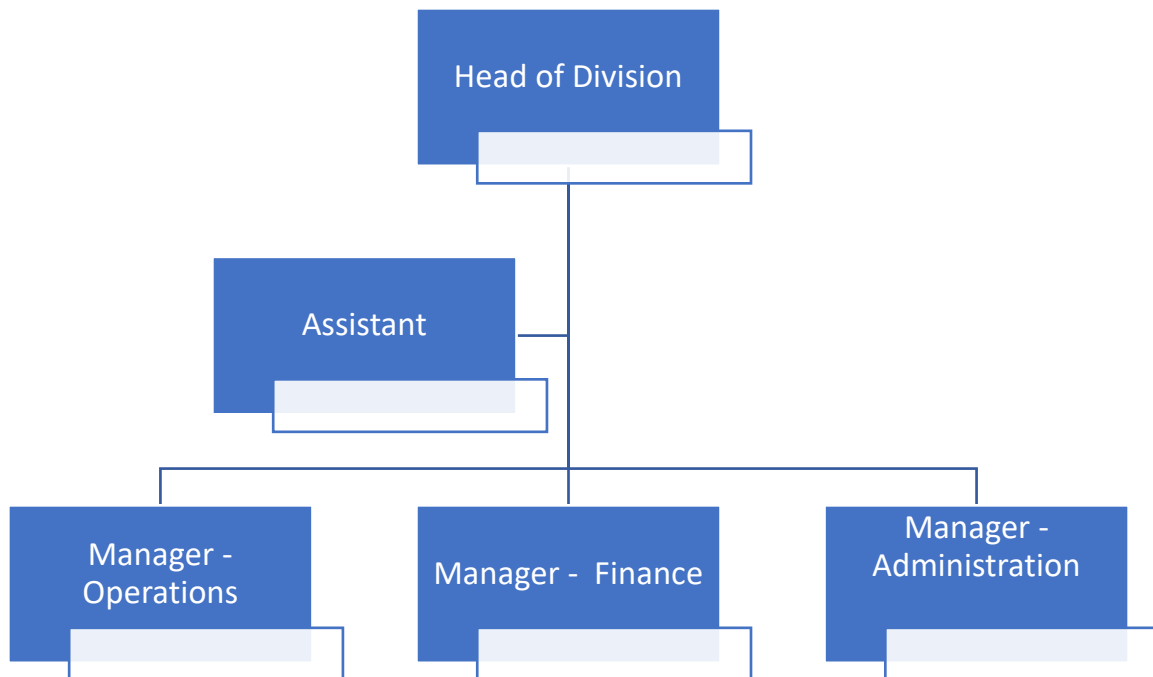 Head of Division
Assistant
Manager -
Operations
Manager -  Finance
Manager -
Administration